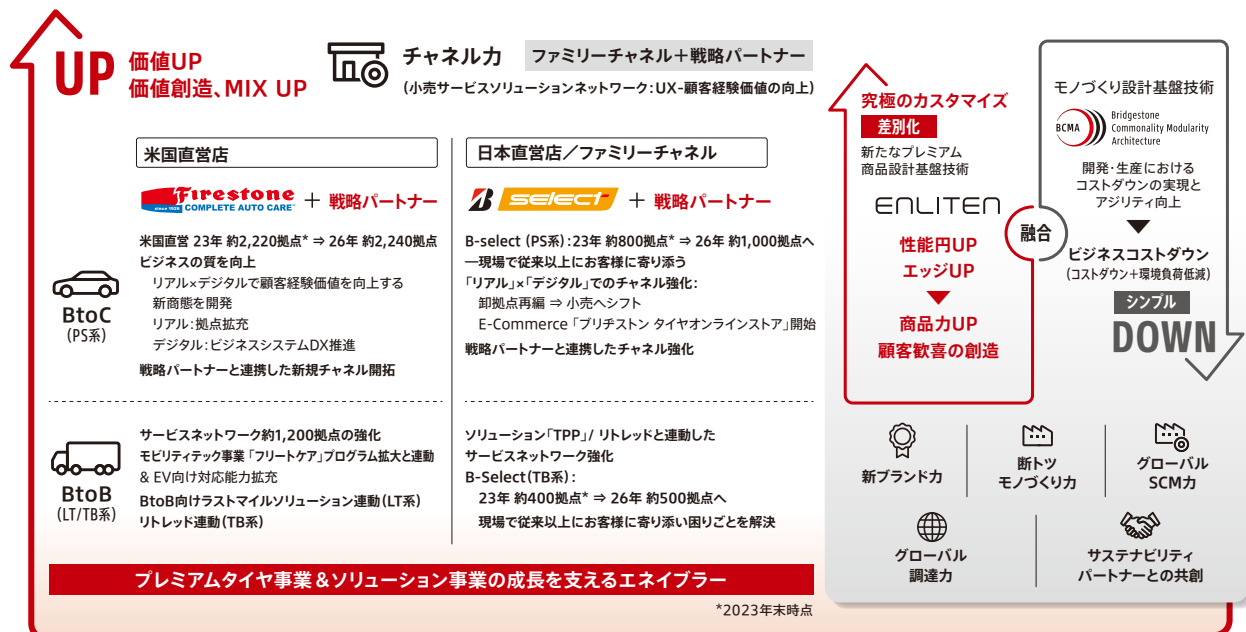 UP
価値UP
価値創造、MIX UP
チャネル力
ファミリーチャネル＋戦略パートナー
(小売サービスソリューションネットワーク:UX-顧客経験価値の向上)
米国直営店
Firestone
since 1926 COMPLETE AUTO CARE
＋ 戦略パートナー
日本直営店／ファミリーチャネル
B select
＋ 戦略パートナー
BtoC
(PS系)
米国直営 23年 約2,220拠点* ⇒ 26年 約2,240拠点
ビジネスの質を向上
リアル×デジタルで顧客経験価値を向上する
新商態を開発
リアル:拠点拡充
デジタル:ビジネスシステムDX推進
戦略パートナーと連携した新規チャネル開拓
B-select (PS系):23年 約800拠点* ⇒ 26年 約1,000拠点へ
―現場で従来以上にお客様に寄り添う
「リアル」×「デジタル」でのチャネル強化:
卸拠点再編 ⇒ 小売へシフト
E-Commerce「ブリヂストン タイヤオンラインストア」開始
戦略パートナーと連携したチャネル強化
BtoB
(LT/TB系)
サービスネットワーク約1,200拠点の強化
モビリティテック事業「フリートケア」プログラム拡大と連動
& EV向け対応能力拡充
BtoB向けラストマイルソリューション連動(LT系)
リトレッド連動(TB系)
ソリューション「TPP」/ リトレッドと連動した
サービスネットワーク強化
B-Select(TB系):
23年 約400拠点* ⇒ 26年 約500拠点へ
現場で従来以上にお客様に寄り添い困りごとを解決
プレミアムタイヤ事業&ソリューション事業の成長を支えるエネイブラー
*2023年末時点
究極のカスタマイズ
差別化
新たなプレミアム
商品設計基盤技術
ENLITEN
性能円UP
エッジUP
商品力UP
顧客歓喜の創造
融合
モノづくり設計基盤技術
BCMA
Bridgestone
Commonality Modularity
Architecture
開発・生産における
コストダウンの実現と
アジリティ向上
ビジネスコストダウン
(コストダウン+環境負荷低減)
シンプル
DOWN
新ブランド力
断トツ
モノづくり力
グローバル
SCM力
グローバル
調達力
サステナビリティ
パートナーとの共創